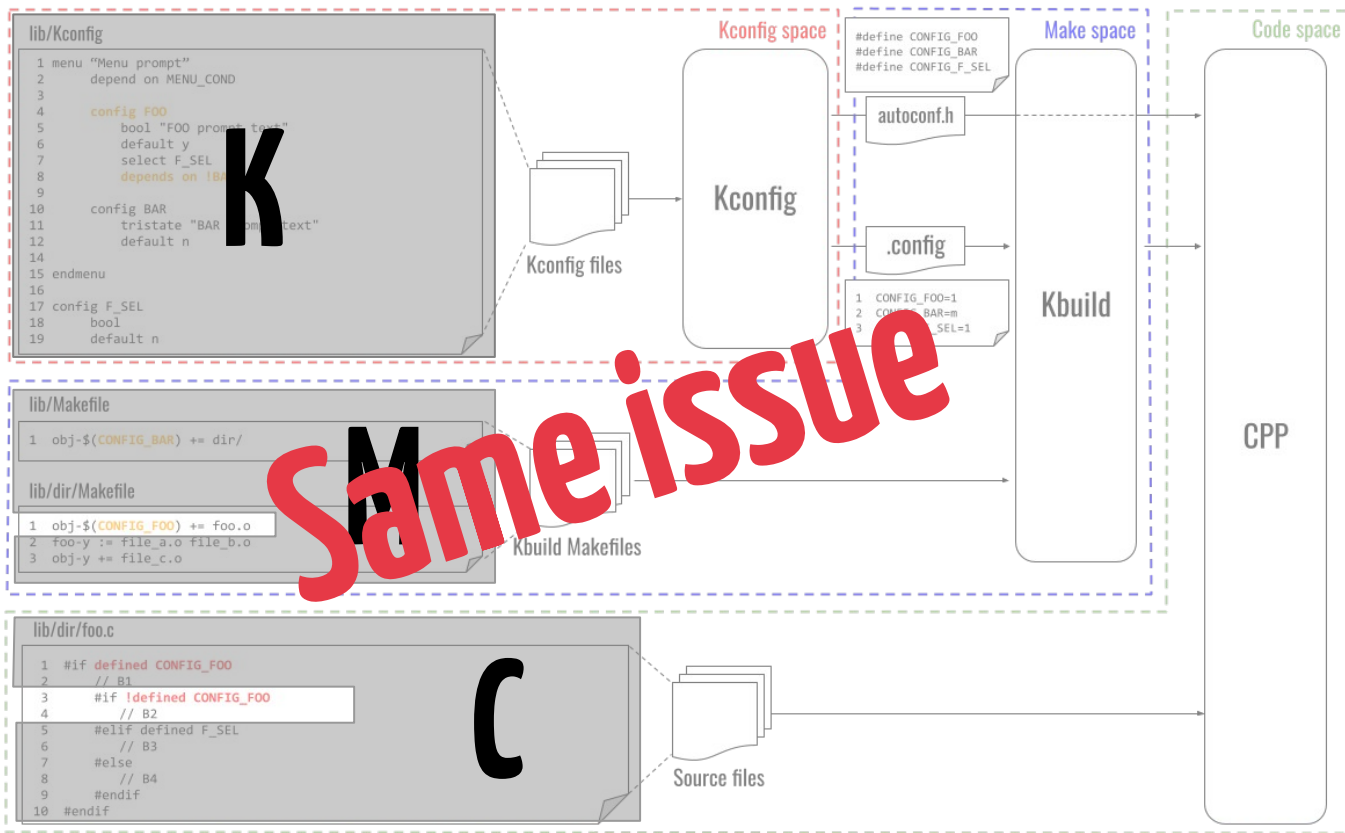 lib/Kconfig
1 menu “Menu prompt”
2 depend on MENU_COND
3
4 config FOO
5 bool "FOO prompt text"
6 default y
7 select F_SEL
8 depends on !BA
9
10 config BAR
11 tristate "BAR text"
12 default n
14
15 endmenu
16
17 config F_SEL
18 bool
19 default n
K
Kconfig files
Kconfig space
Kconfig
#define CONFIG_FOO
#define CONFIG_BAR
#define CONFIG_F_SEL
autoconf.h
.config
1 CONFIG_FOO=1
2 BAR=m
3 _SEL=1
Make space
Kbuild
Code space
CPP
lib/Makefile
1 obj-$(CONFIG_BAR) += dir/
lib/dir/Makefile
1 obj-$(CONFIG_FOO) += foo.o
2 foo-y := file_a.o file_b.o
3 obj-y += file_c.o
M
Kbuild Makefiles
Same issue
lib/dir/foo.c
1 #if defined CONFIG_FOO
2 // B1
3 #if !defined CONFIG_FOO
4 // B2
5 #elif defined F_SEL
6 // B3
7 #else
8 // B4
9 #endif
10 #endif
C
Source files